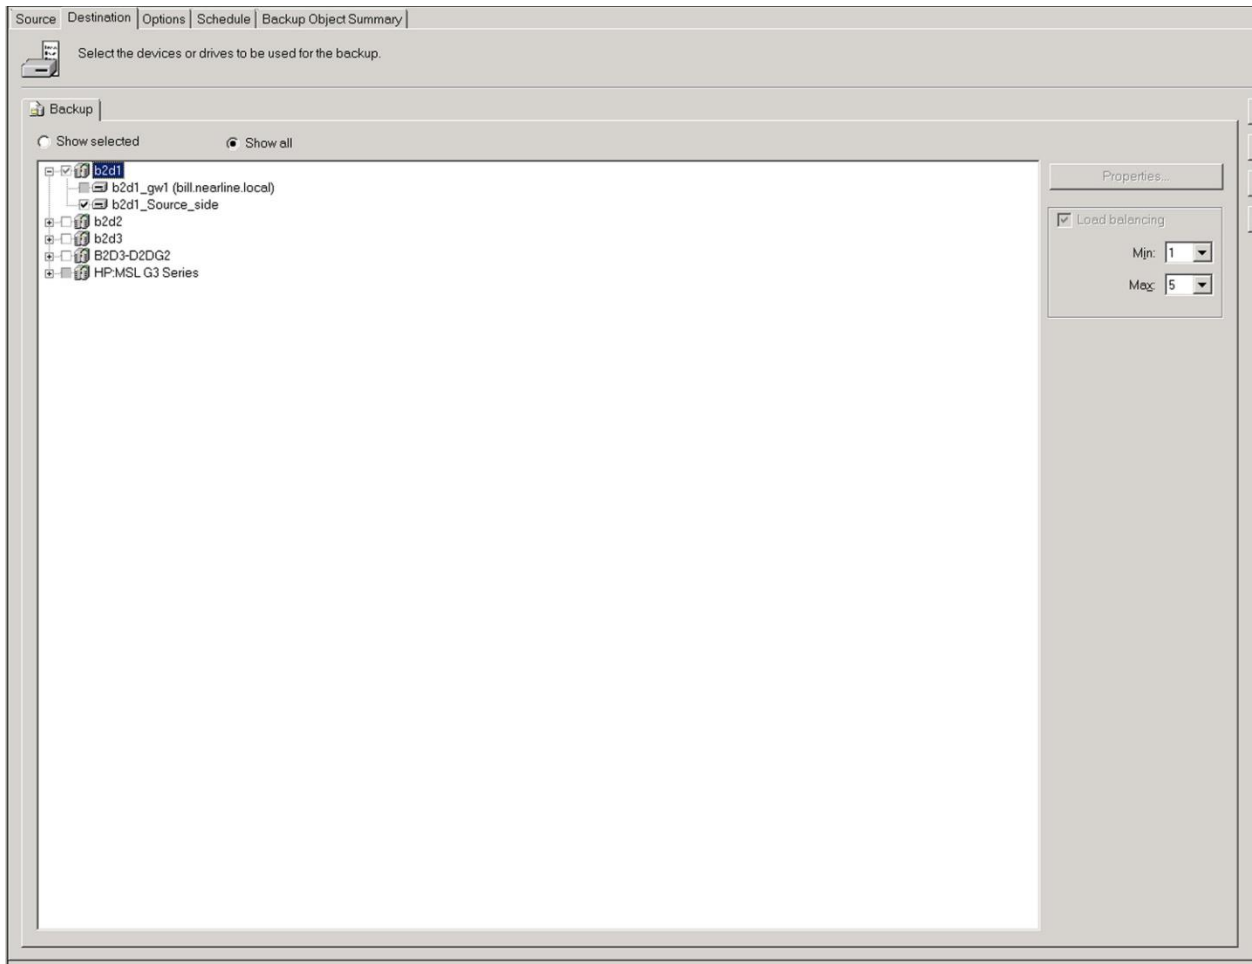 Source Destination Options Schedule Backup Object Summary
Select the devices or drives to be used for the backup.
Backup
Show selected Show all
b2d1
b2d1_gw1 (bill.nearline.local)
b2d1_Source_side
b2d2
b2d3
B2D3-D2DG2
HP:MSL G3 Series
Properties...
Load balancing
Min: 1
Max: 5